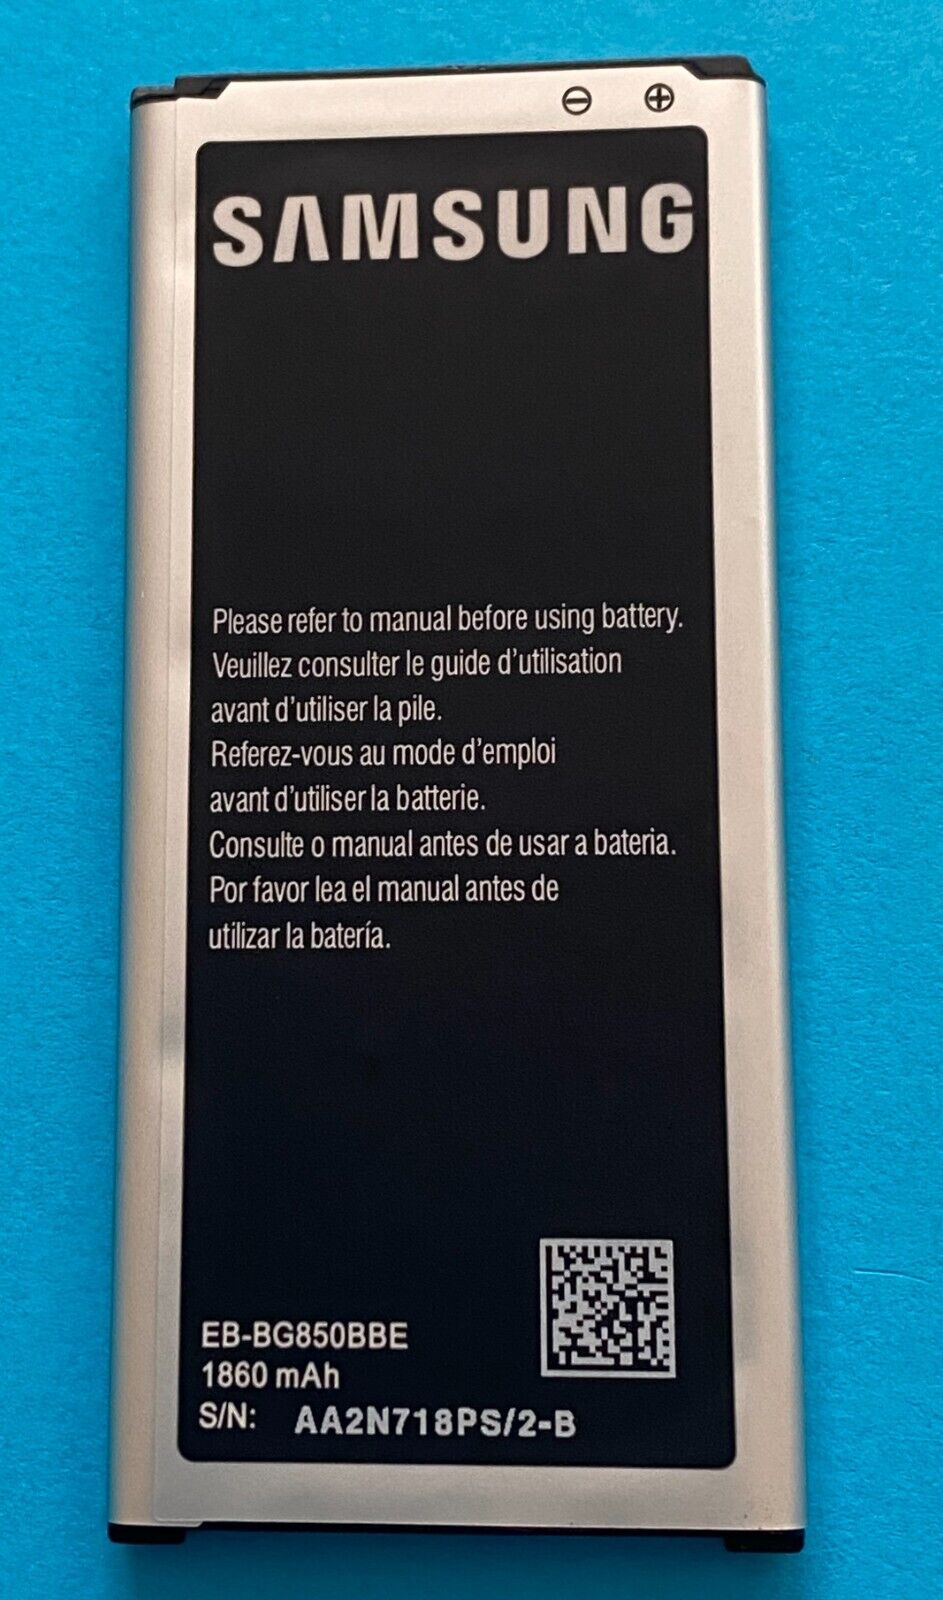 SAMSUNG
Please refer to manual before using battery.
Veuillez consulter le guide d'utilisation
avant d'utiliser la pile.
Referez-vous au mode d'emploi
avant d'utiliser la batterie.
Consulte o manual antes de usar a bateria.
Por favor lea el manual antes de
utilizar la batería.
EB-BG850BBE
1860 mAh
S/N: AA2N718PS/2-B